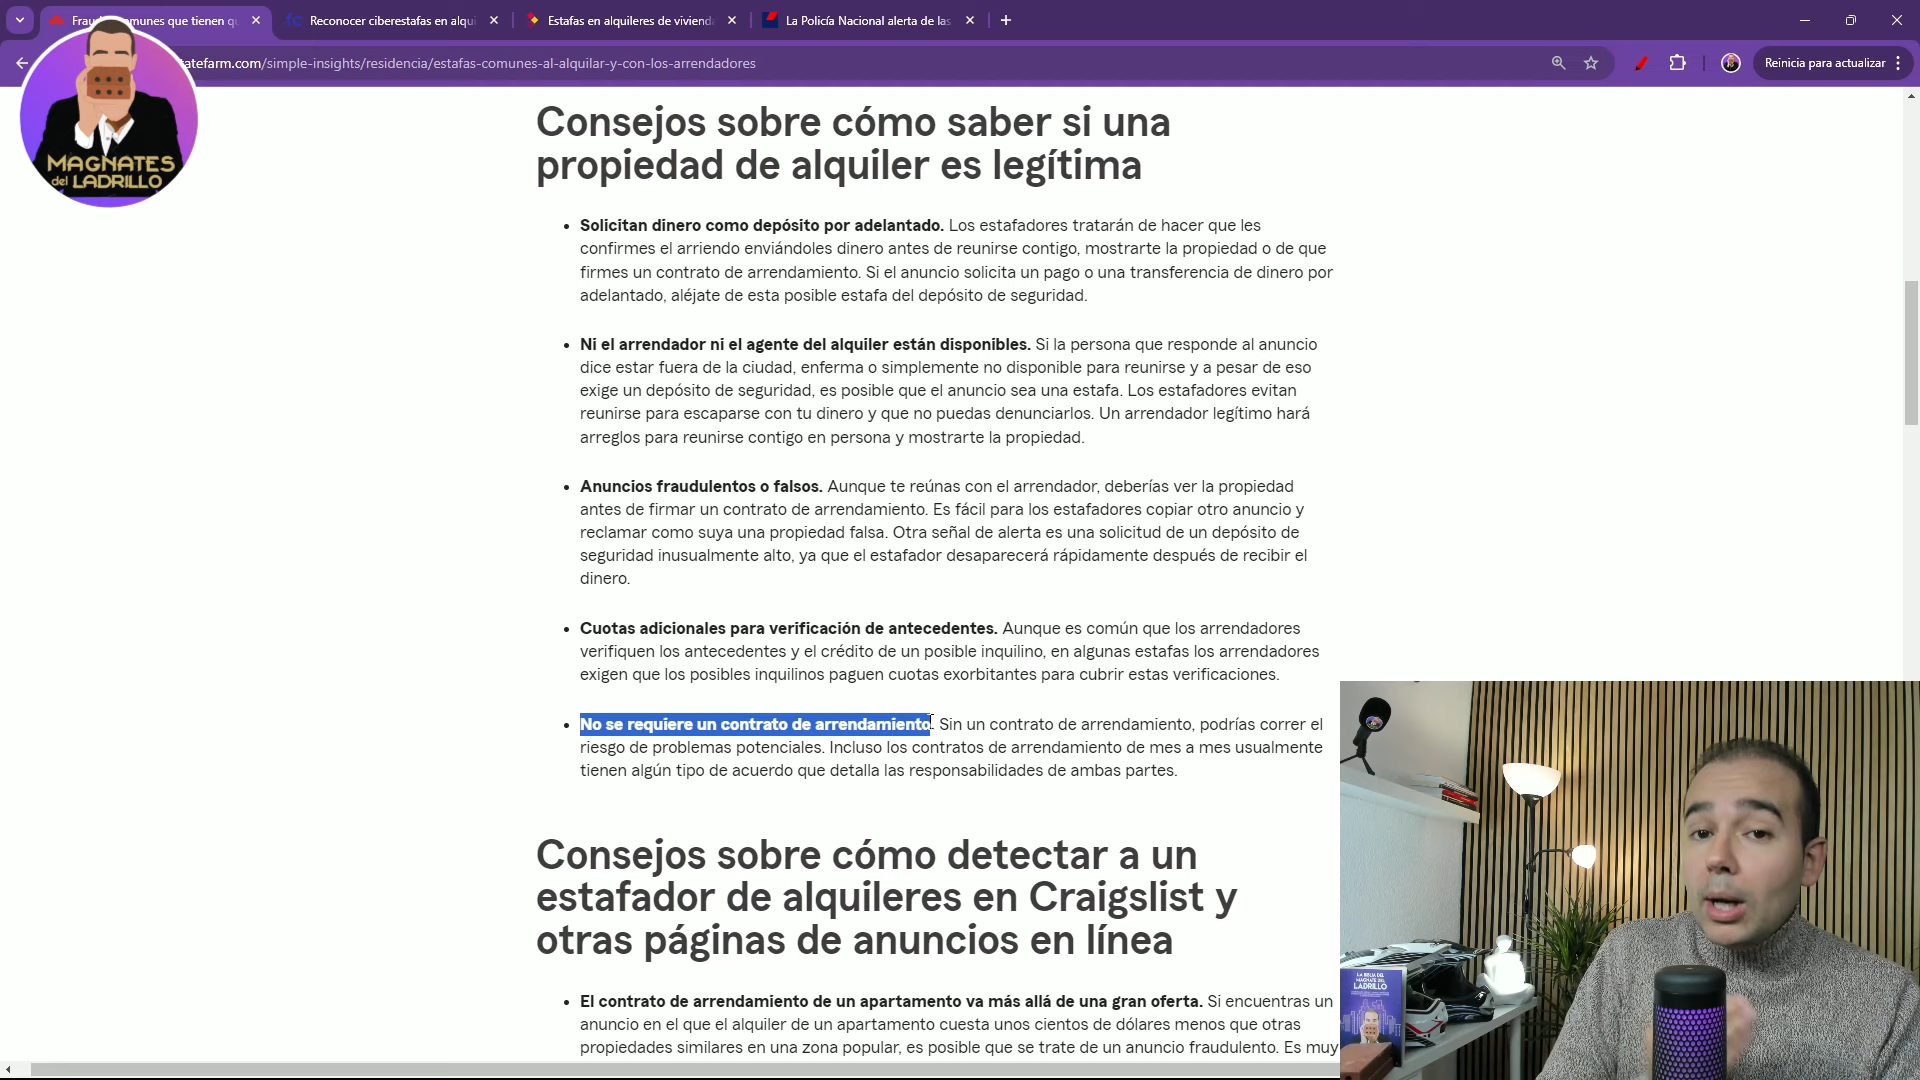 comunes que tienen
Reconocer ciberestafas en alqui
Estafas en alquileres de vivienda
La Policía Nacional alerta de las
atefarm.com/simple-insights/residencia/estafas-comunes-al-alquilar-y-con-los-arrendadores
Reinicia para actualizar
MAGNATES
del LADRILLO
Consejos sobre cómo saber si una
propiedad de alquiler es legítima
Solicitan dinero como depósito por adelantado. Los estafadores tratarán de hacer que les
confirmes el arriendo enviándoles dinero antes de reunirse contigo, mostrarte la propiedad o de que
firmes un contrato de arrendamiento. Si el anuncio solicita un pago o una transferencia de dinero por
adelantado, aléjate de esta posible estafa del depósito de seguridad.
Ni el arrendador ni el agente del alquiler están disponibles. Si la persona que responde al anuncio
dice estar fuera de la ciudad, enferma o simplemente no disponible para reunirse y a pesar de eso
exige un depósito de seguridad, es posible que el anuncio sea una estafa. Los estafadores evitan
reunirse para escaparse con tu dinero y que no puedas denunciarlos. Un arrendador legítimo hará
arreglos para reunirse contigo en persona y mostrarte la propiedad.
Anuncios fraudulentos o falsos. Aunque te reúnas con el arrendador, deberías ver la propiedad
antes de firmar un contrato de arrendamiento. Es fácil para los estafadores copiar otro anuncio y
reclamar como suya una propiedad falsa. Otra señal de alerta es una solicitud de un depósito de
seguridad inusualmente alto, ya que el estafador desaparecerá rápidamente después de recibir el
dinero.
Cuotas adicionales para verificación de antecedentes. Aunque es común que los arrendadores
verifiquen los antecedentes y el crédito de un posible inquilino, en algunas estafas los arrendadores
exigen que los posibles inquilinos paguen cuotas exorbitantes para cubrir estas verificaciones.
No se requiere un contrato de arrendamiento. Sin un contrato de arrendamiento, podrías correr el
riesgo de problemas potenciales. Incluso los contratos de arrendamiento de mes a mes usualmente
tienen algún tipo de acuerdo que detalla las responsabilidades de ambas partes.
Consejos sobre cómo detectar a un
estafador de alquileres en Craigslist y
otras páginas de anuncios en línea
El contrato de arrendamiento de un apartamento va más allá de una gran oferta. Si encuentras un
anuncio en el que el alquiler de un apartamento cuesta unos cientos de dólares menos que otras
propiedades similares en una zona popular, es posible que se trate de un anuncio fraudulento. Es muy
LA BIBLIA DEL
MAGNATE DEL
LADRILLO